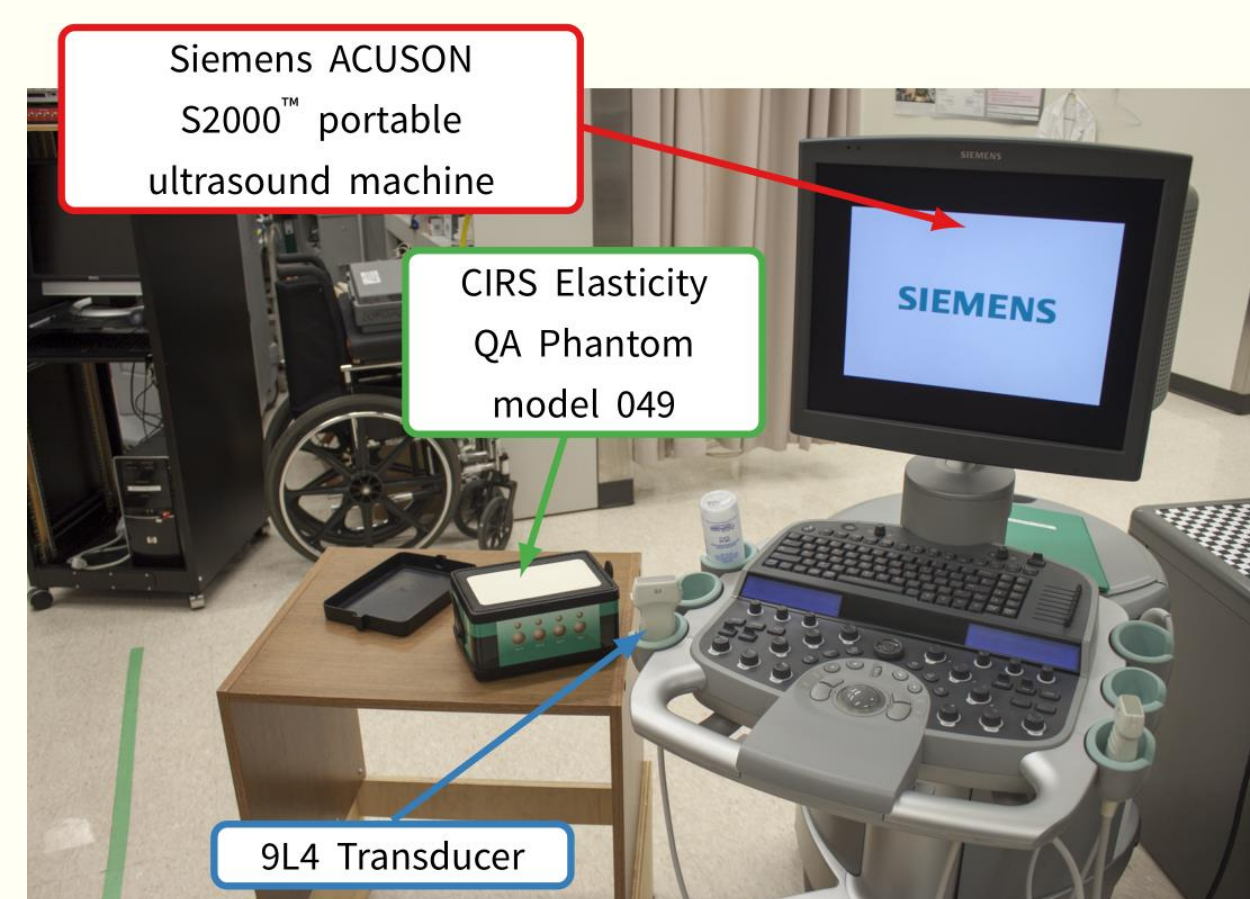 Siemens ACUSON
S2000™ portable
ultrasound machine
SIEMENS
CIRS Elasticity
QA Phantom
model 049
SIEMENS
9L4 Transducer